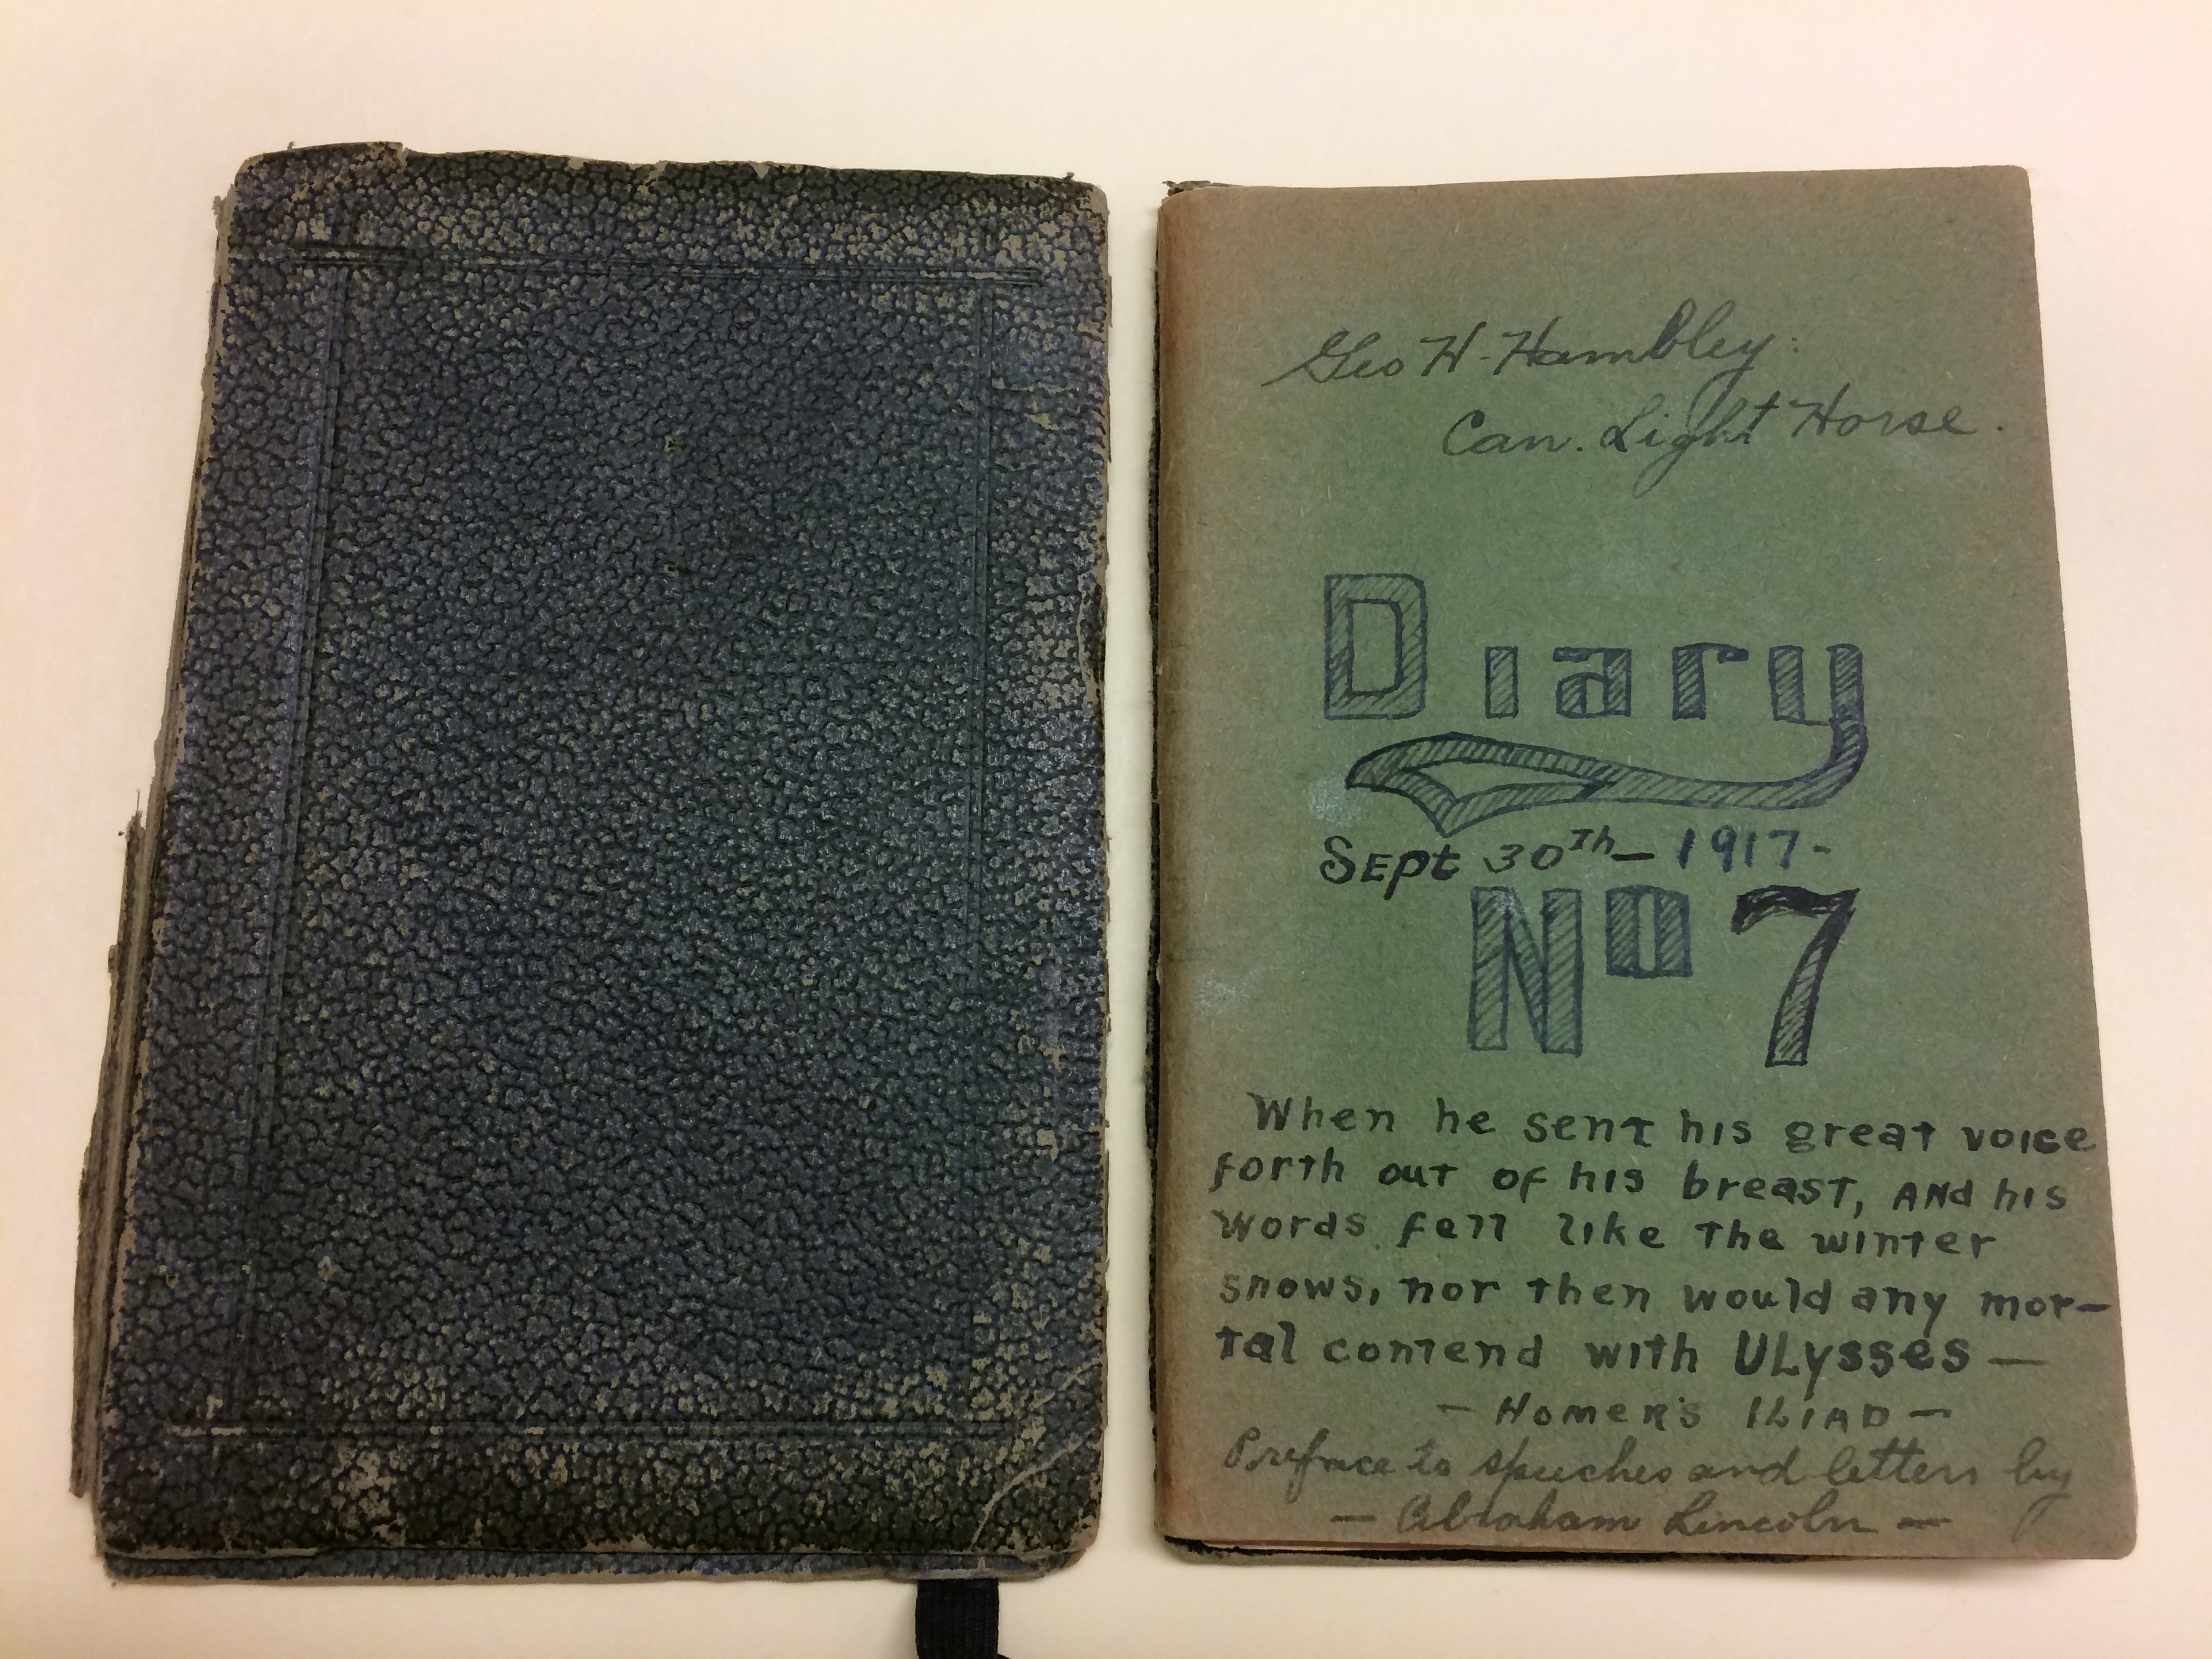 Geo H. Hambley.
Can. Light Horse.
Diary
Sept 30Th — 1917-
No 7
When he sent his great voice
forth out of his breast, AND his
words fell like the winter
snows, nor then would any mor-
tal contend with ULysses —
- HOMER'S ILIAD -
Preface to speeches and letters by
— Abraham Lincoln —